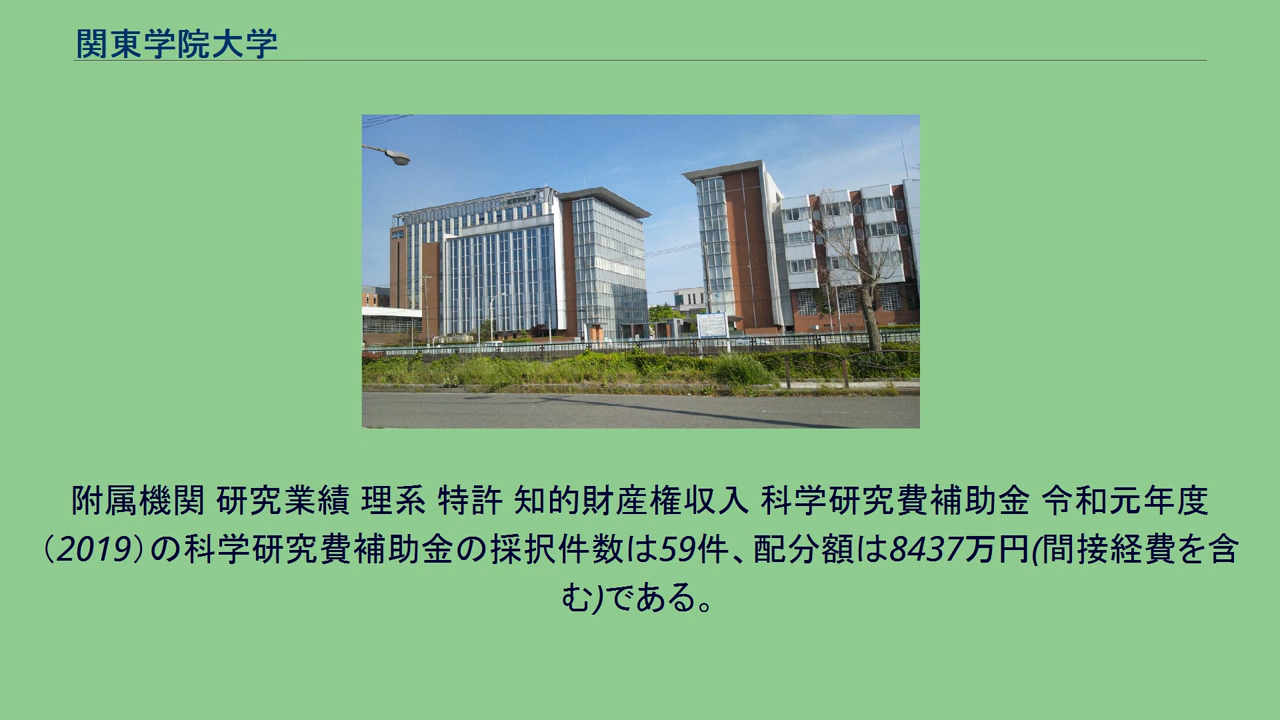 関東学院大学
附属機関 研究業績 理系 特許 知的財産権収入 科学研究費補助金 令和元年度
（2019）の科学研究費補助金の採択件数は59件、配分額は8437万円(間接経費を含
む)である。